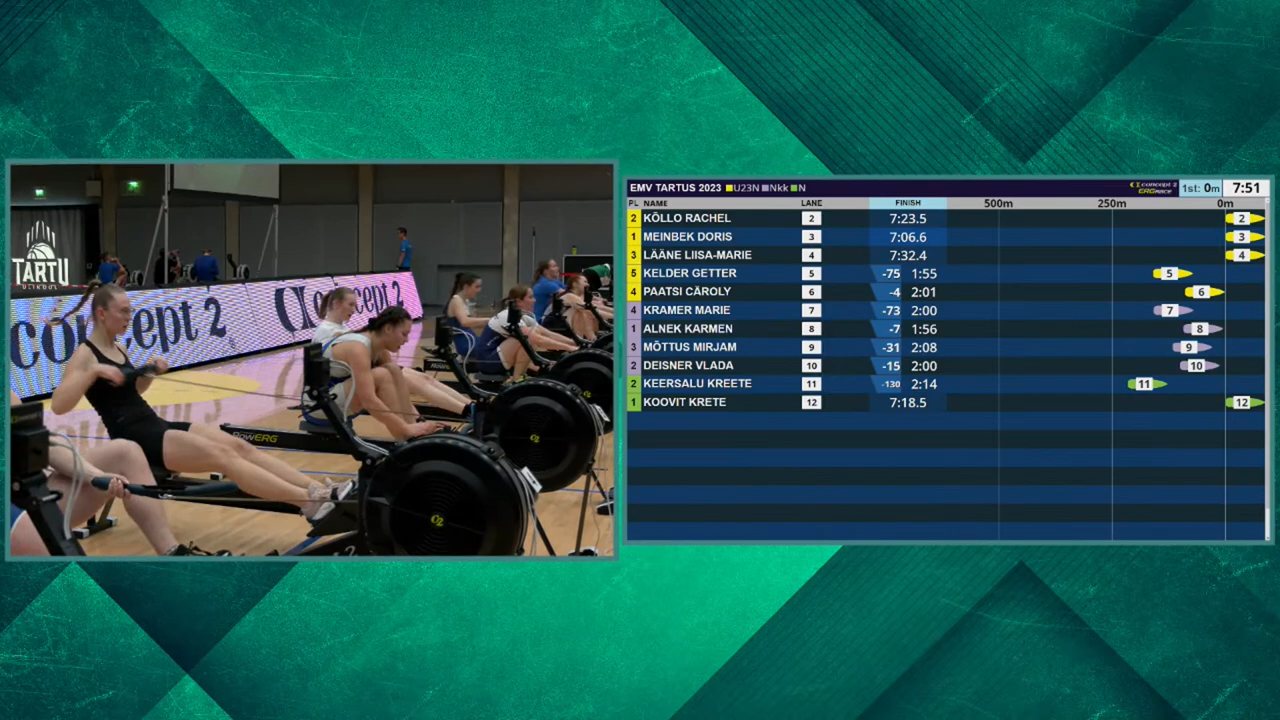 TARTU
ÜLIKOOL
concept 2
concept 2
RowERG
C2
C2
EMV TARTUS 2023 U23N Nkk N
concept 2
ERGrace
1st: 0m 7:51
PL NAME LANE FINISH 500m 250m 0m
2 KÕLLO RACHEL 2 7:23.5 2
1 MEINBEK DORIS 3 7:06.6 3
3 LÄÄNE LIISA-MARIE 4 7:32.4 4
5 KELDER GETTER 5 -75 1:55 5
4 PAATSI CÄROLY 6 -4 2:01 6
4 KRAMER MARIE 7 -73 2:00 7
1 ALNEK KARMEN 8 -7 1:56 8
3 MÕTTUS MIRJAM 9 -31 2:08 9
2 DEISNER VLADA 10 -15 2:00 10
2 KEERSALU KREETE 11 -130 2:14 11
1 KOOVIT KRETE 12 7:18.5 12